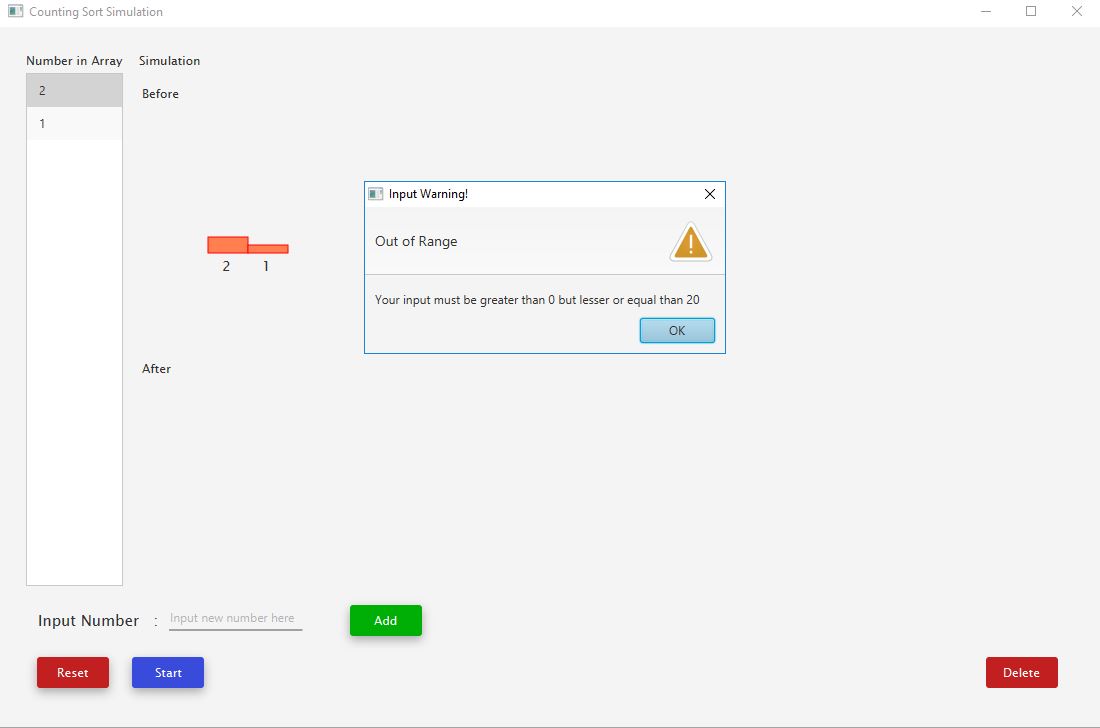 Counting Sort Simulation
Number in Array
Simulation
2
1
Before
2 1
Input Warning!
Out of Range
Your input must be greater than 0 but lesser or equal than 20
OK
After
Input Number : Input new number here
Add
Reset
Start
Delete